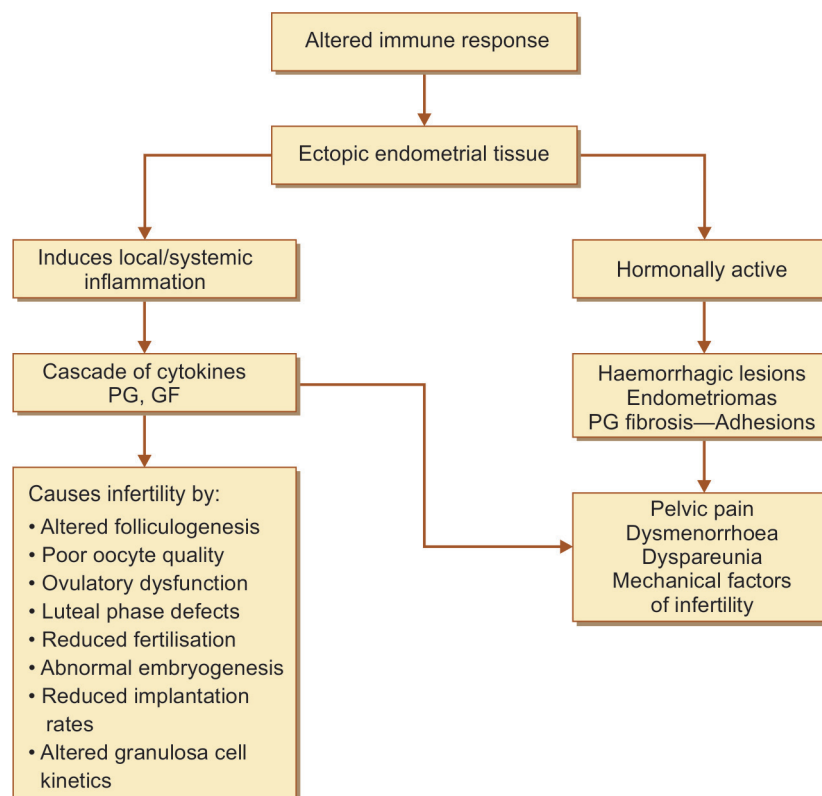 Altered immune response
Ectopic endometrial tissue
Induces local/systemic
inflammation
Hormonally active
Cascade of cytokines
PG, GF
Haemorrhagic lesions
Endometriomas
PG fibrosis—Adhesions
Causes infertility by:
• Altered folliculogenesis
• Poor oocyte quality
• Ovulatory dysfunction
• Luteal phase defects
• Reduced fertilisation
• Abnormal embryogenesis
• Reduced implantation
rates
• Altered granulosa cell
kinetics
Pelvic pain
Dysmenorrhoea
Dyspareunia
Mechanical factors
of infertility